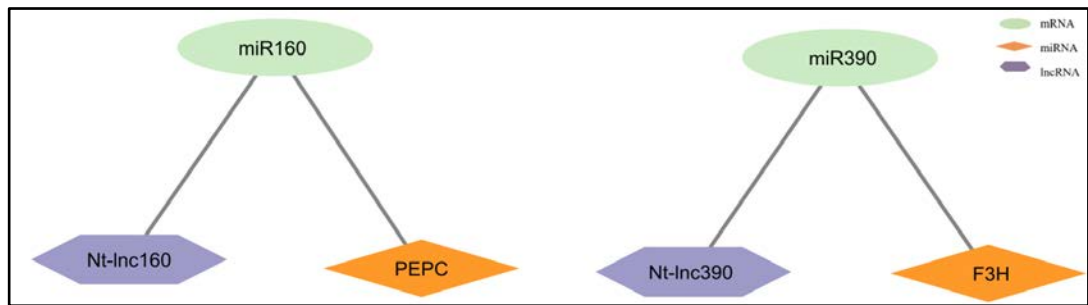 miR160
miR390
mRNA
miRNA
lncRNA
Nt-lnc160
PEPC
Nt-lnc390
F3H